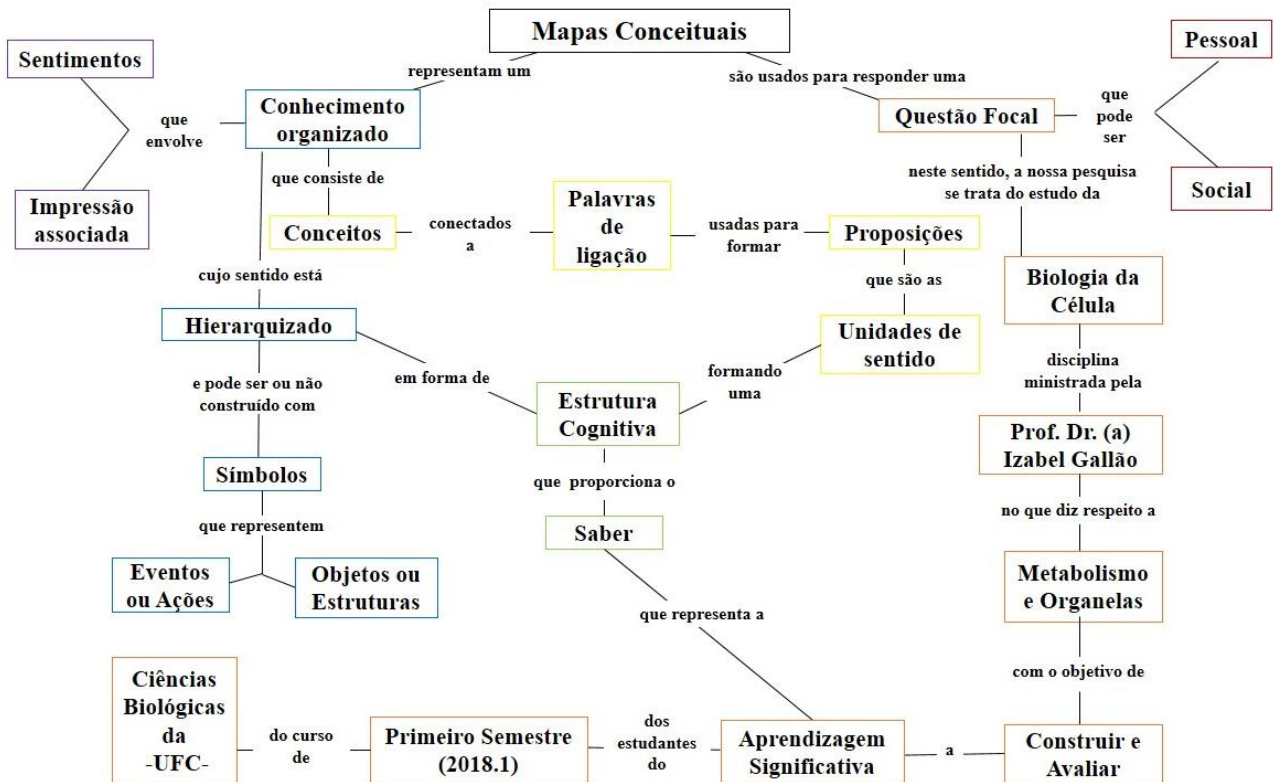 Mapas Conceituais
representam um
são usados para responder uma
Sentimentos
Impressão
associada
que
envolve
Conhecimento
organizado
Questão Focal
que
pode
ser
Pessoal
Social
que consiste de
Conceitos
conectados
a
Palavras
de
ligação
usadas para
formar
Proposições
que são as
Unidades de
sentido
formando
uma
neste sentido, a nossa pesquisa
se trata do estudo da
Biologia da
Célula
cujo sentido está
Hierarquizado
em forma de
Estrutura
Cognitiva
e pode ser ou não
construído com
Símbolos
que representem
Eventos
ou Ações
Objetos ou
Estruturas
que proporciona o
Saber
que representa a
disciplina
ministrada pela
Prof. Dr. (a)
Izabel Gallão
no que diz respeito a
Metabolismo
e Organelas
com o objetivo de
Construir e
Avaliar
a
Aprendizagem
Significativa
dos
estudantes
do
Primeiro Semestre
(2018.1)
do curso
de
Ciências
Biológicas
da
-UFC-